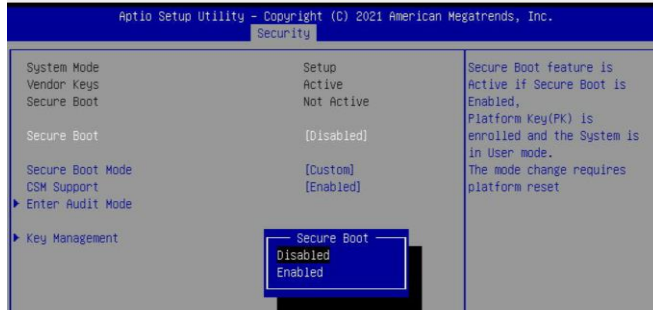 Aptio Setup Utility – Copyright (C) 2021 American Megatrends, Inc.
Security
System Mode Setup
Vendor Keys Active
Secure Boot Not Active
Secure Boot [Disabled]
Secure Boot Mode [Custom]
CSM Support [Enabled]
Enter Audit Mode
Key Management
Secure Boot
Disabled
Enabled
Secure Boot feature is
Active if Secure Boot is
Enabled,
Platform Key(PK) is
enrolled and the System is
in User mode.
The mode change requires
platform reset